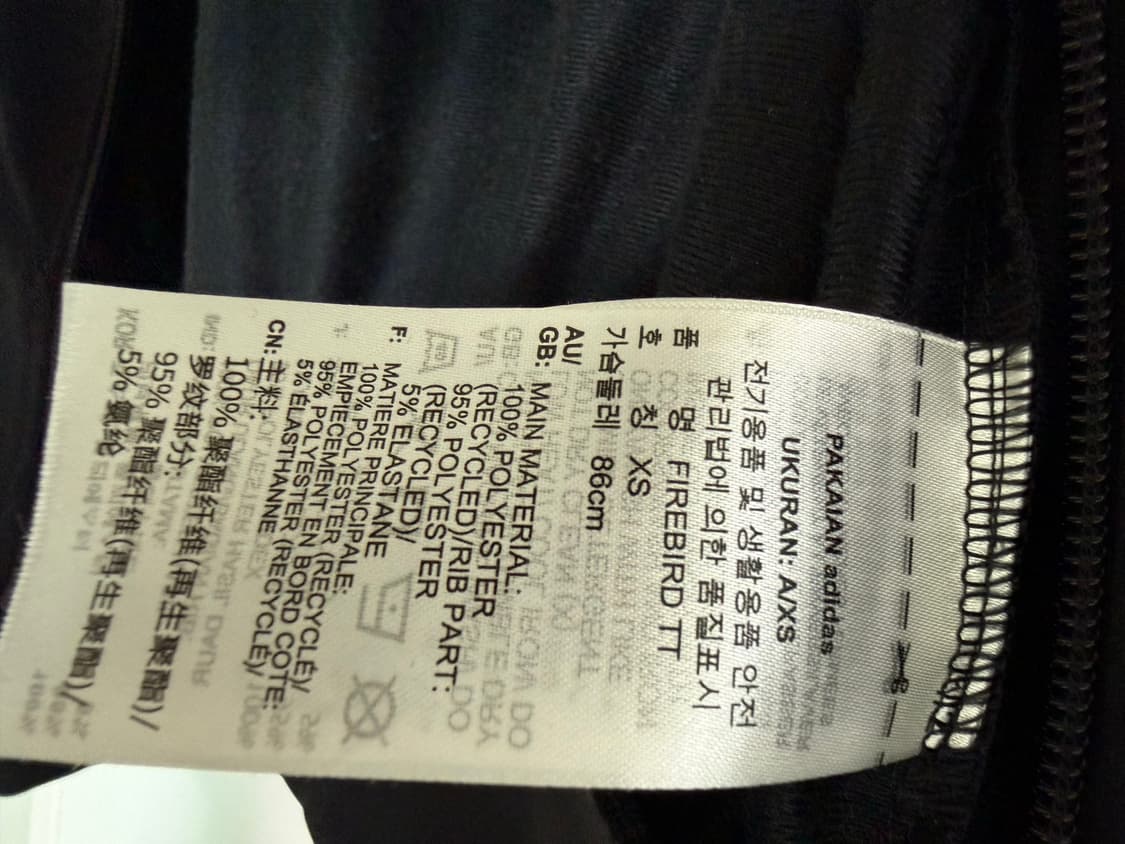 PAKAIAN adidas
UKURAN: A/XS
전기용품 및 생활용품 안전
관리법에 의한 품질표시
품 명 FIREBIRD TT
호 칭 XS
가슴둘레 86cm
AU/
GB: MAIN MATERIAL:
100% POLYESTER
(RECYCLED)/RIB PART:
95% POLYESTER
(RECYCLED)/
5% ELASTANE
F: MATIERE PRINCIPALE:
100% POLYESTER (RECYCLÉ)/
EMPIECEMENT EN BORD COTE:
95% POLYESTER (RECYCLÉ)/
5% ELASTHANNE
CN: 主料:
100% 聚酯纤维(再生聚酯)/
罗纹部分:
95% 聚酯纤维(再生聚酯)/
5% 氨纶